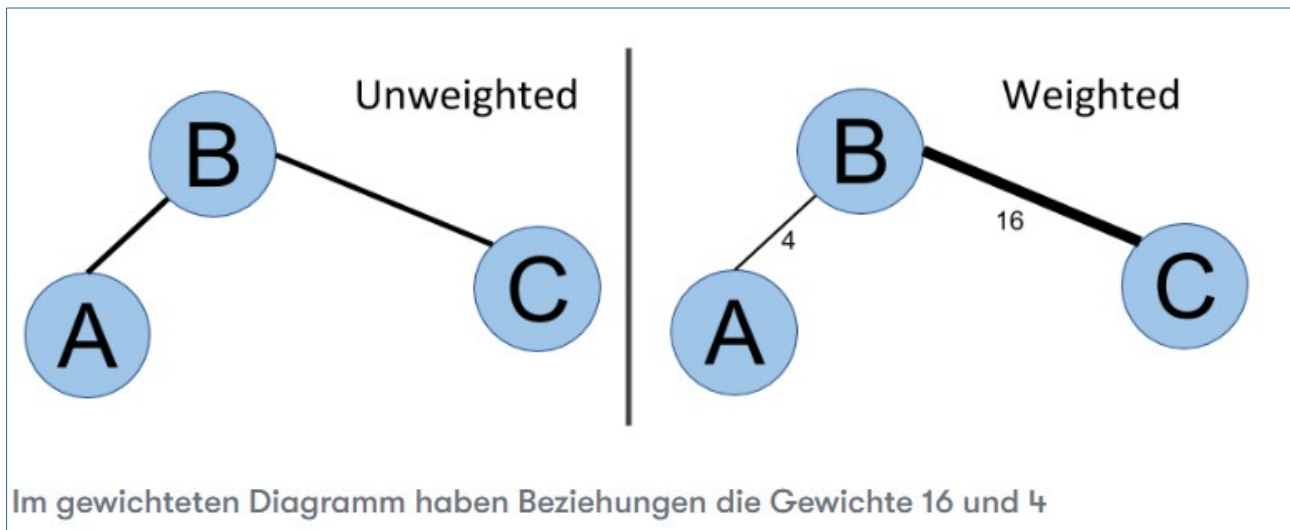 Unweighted
B
A
C
Weighted
B
16
4
A
C
Im gewichteten Diagramm haben Beziehungen die Gewichte 16 und 4